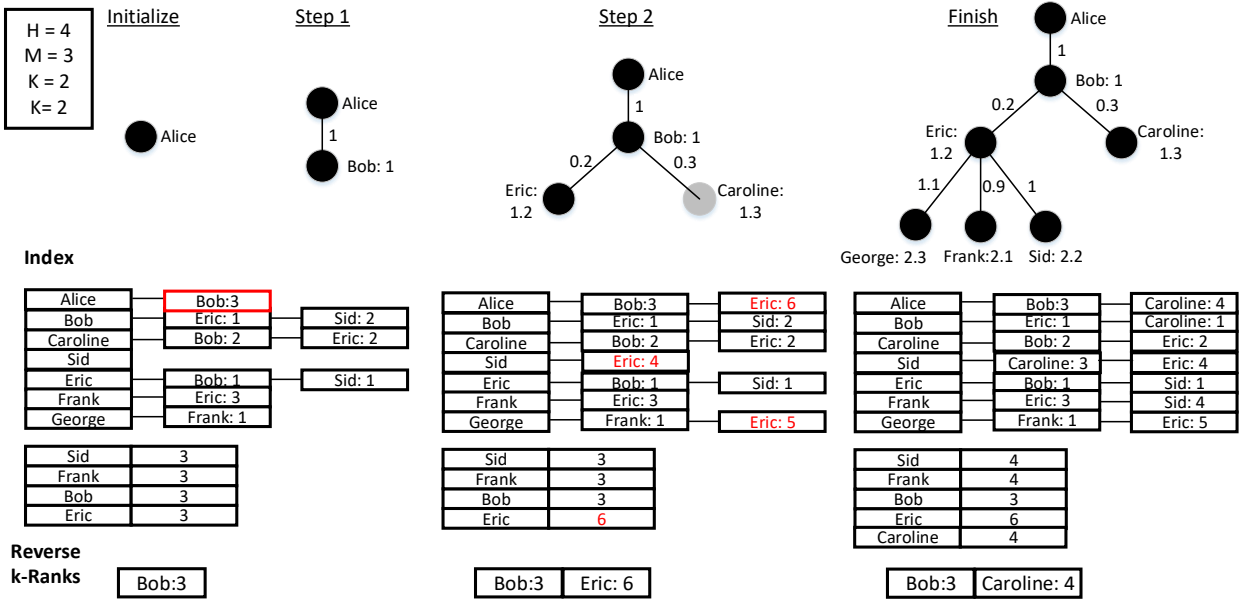 H = 4
M = 3
K = 2
K= 2
Initialize
Alice
Step 1
Alice
1
Bob: 1
Step 2
Alice
1
Bob: 1
0.2
0.3
Eric:
1.2
Caroline:
1.3
Finish
Alice
1
Bob: 1
0.2
0.3
Eric:
1.2
Caroline:
1.3
1.1
0.9
1
George: 2.3
Frank:2.1
Sid: 2.2
Index
Alice Bob:3
Bob Eric: 1 Sid: 2
Caroline Bob: 2 Eric: 2
Sid
Eric Bob: 1 Sid: 1
Frank Eric: 3
George Frank: 1
Sid 3
Frank 3
Bob 3
Eric 3
Alice Bob:3 Eric: 6
Bob Eric: 1 Sid: 2
Caroline Bob: 2 Eric: 2
Sid Eric: 4
Eric Bob: 1 Sid: 1
Frank Eric: 3
George Frank: 1 Eric: 5
Sid 3
Frank 3
Bob 3
Eric 6
Alice Bob:3 Caroline: 4
Bob Eric: 1 Caroline: 1
Caroline Bob: 2 Eric: 2
Sid Caroline: 3 Eric: 4
Eric Bob: 1 Sid: 1
Frank Eric: 3 Sid: 4
George Frank: 1 Eric: 5
Sid 4
Frank 4
Bob 3
Eric 6
Caroline 4
Reverse
k-Ranks
Bob:3
Bob:3 Eric: 6
Bob:3 Caroline: 4